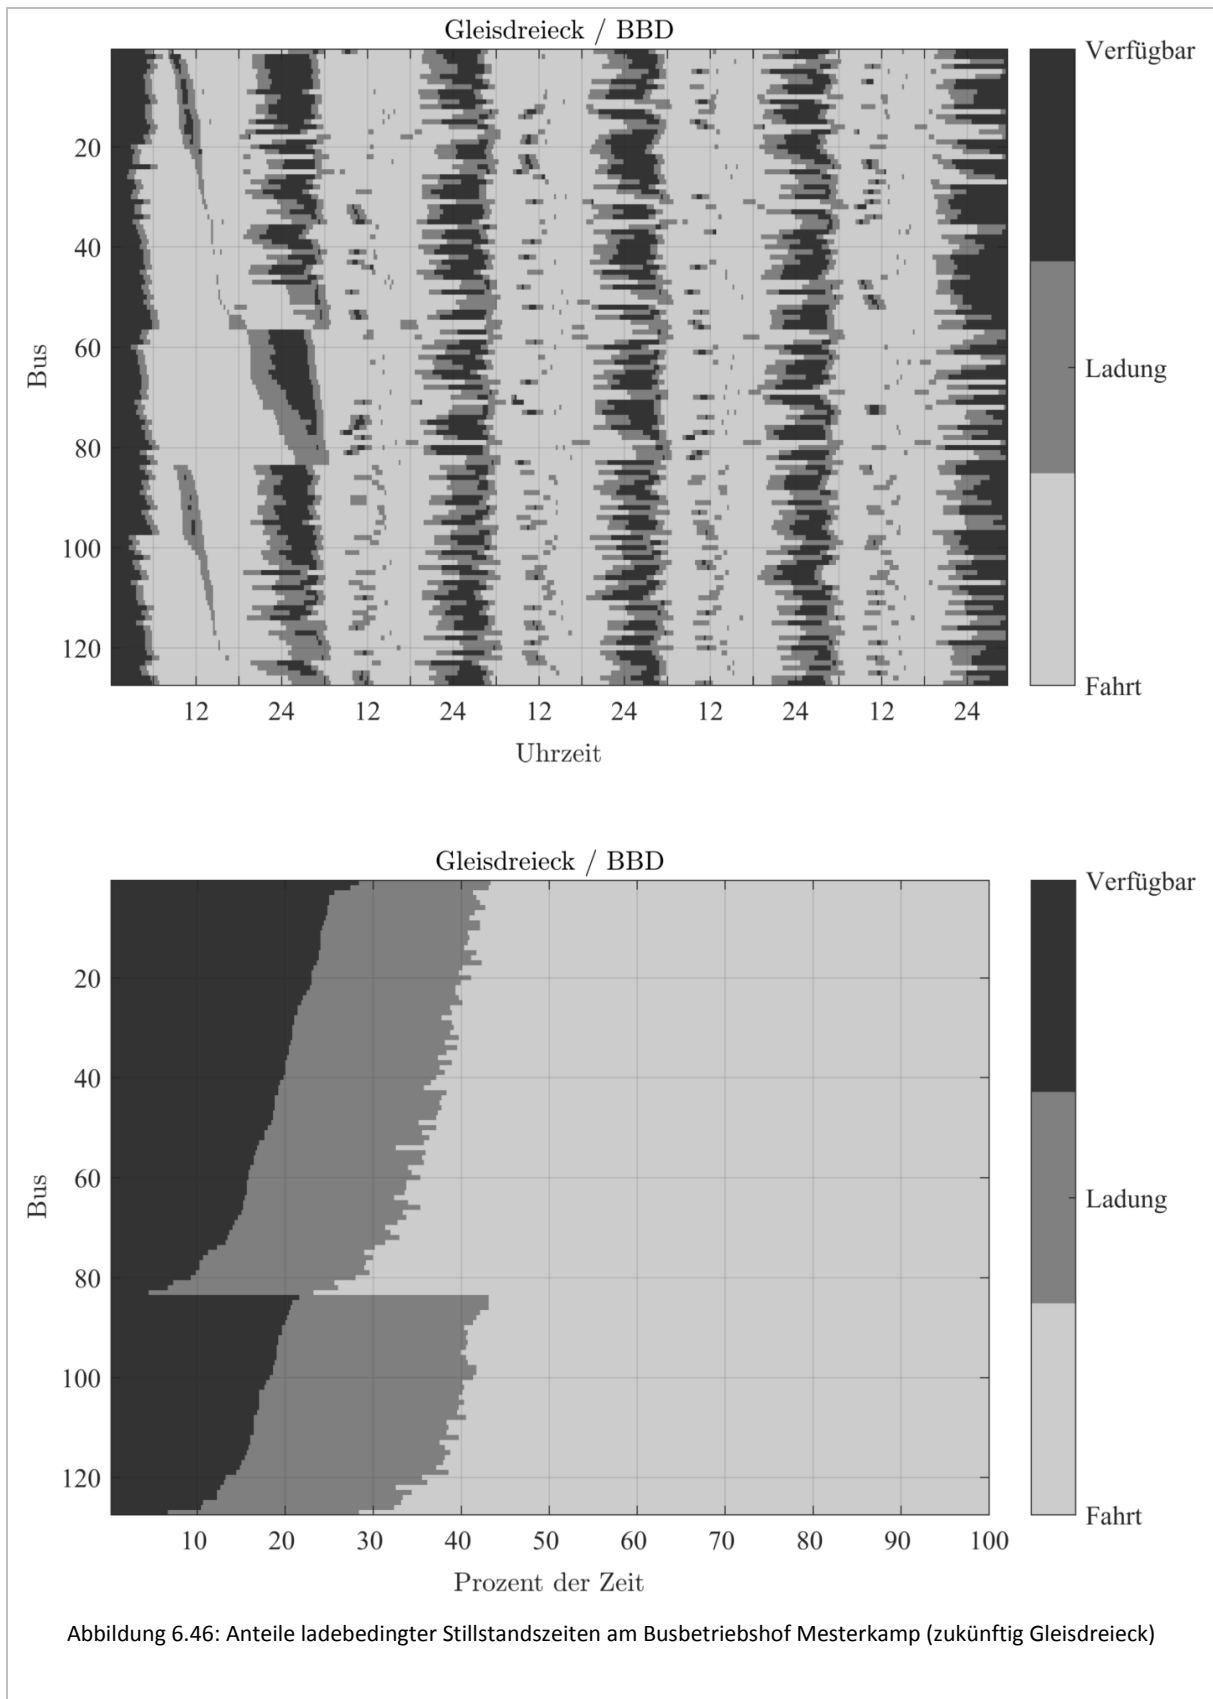 Gleisdreieck / BBD
Verfügbar
20
40
60
80
100
120
Bus
Ladung
Fahrt
12 24 12 24 12 24 12 24 12 24
Uhrzeit
Gleisdreieck / BBD
Verfügbar
20
40
60
80
100
120
Bus
Ladung
Fahrt
10 20 30 40 50 60 70 80 90 100
Prozent der Zeit
Abbildung 6.46: Anteile ladebedingter Stillstandszeiten am Busbetriebshof Mesterkamp (zukünftig Gleisdreieck)